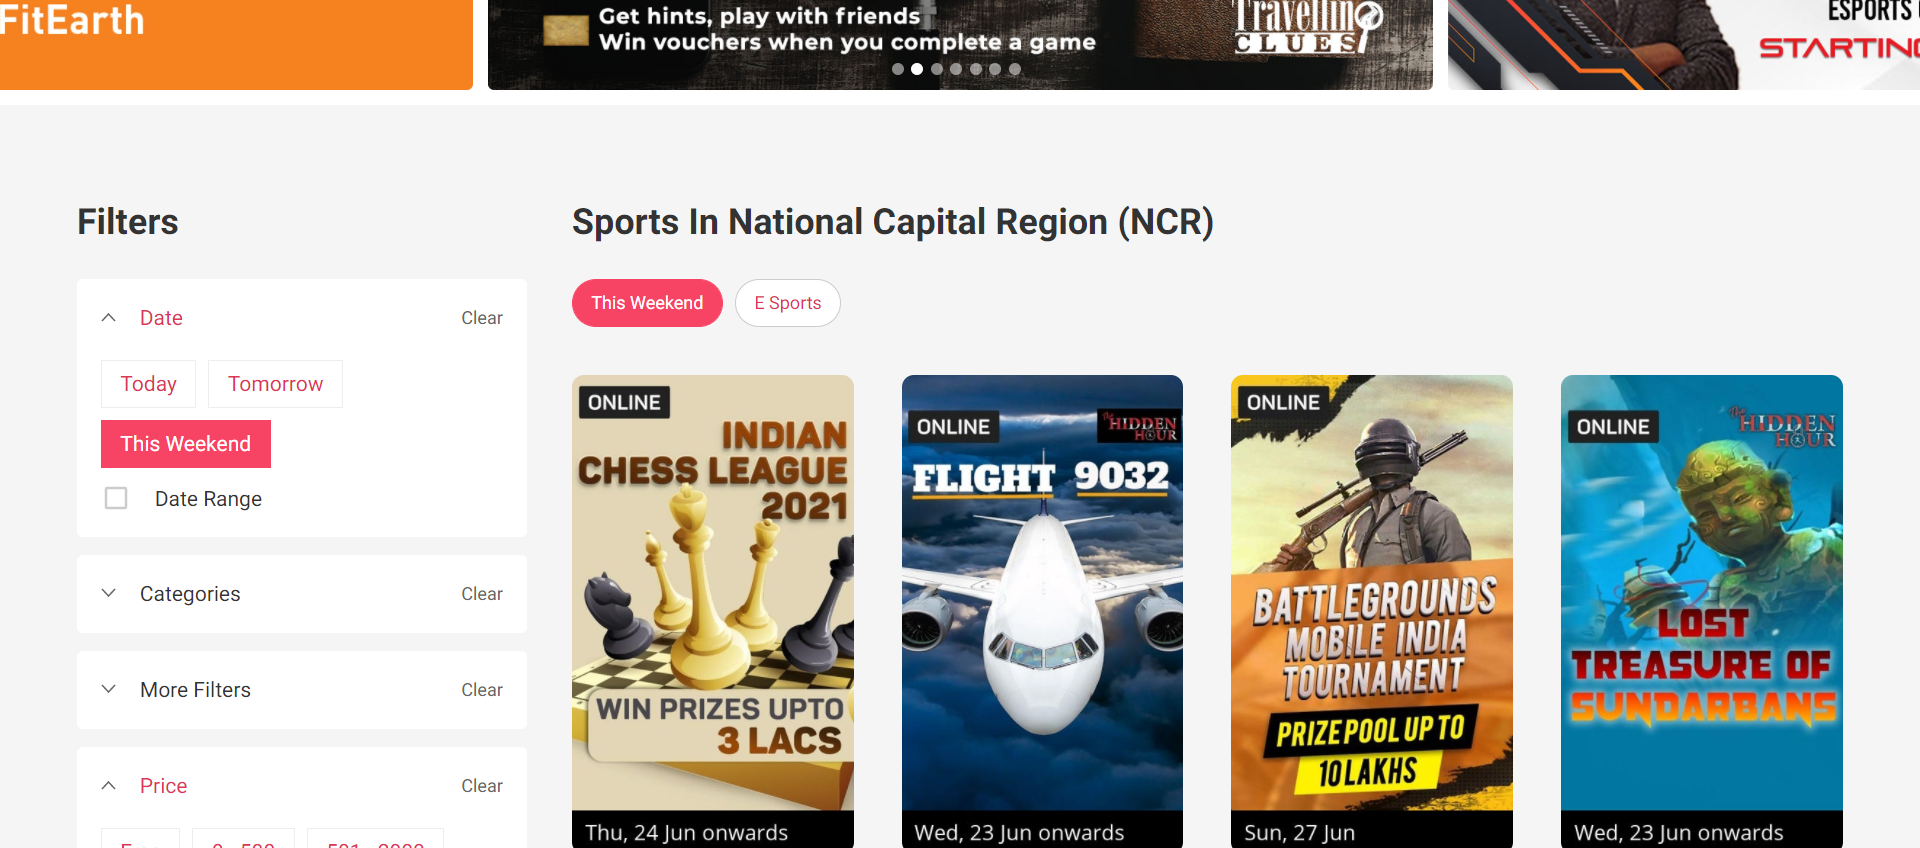 FitEarth
Get hints, play with friends
Win vouchers when you complete a game
Travelling
CLUES
ESPORTS
STARTING
Filters
Date
Clear
Today
Tomorrow
This Weekend
Date Range
Categories
Clear
More Filters
Clear
Price
Clear
Sports In National Capital Region (NCR)
This Weekend
E Sports
ONLINE
INDIAN
CHESS LEAGUE
2021
WIN PRIZES UPTO
3 LACS
Thu, 24 Jun onwards
ONLINE
The
HIDDEN
HOUR
FLIGHT 9032
Wed, 23 Jun onwards
ONLINE
BATTLEGROUNDS
MOBILE INDIA
TOURNAMENT
PRIZE POOL UP TO
10 LAKHS
Sun, 27 Jun
ONLINE
The
HIDDEN
HOUR
LOST
TREASURE OF
SUNDARBANS
Wed, 23 Jun onwards